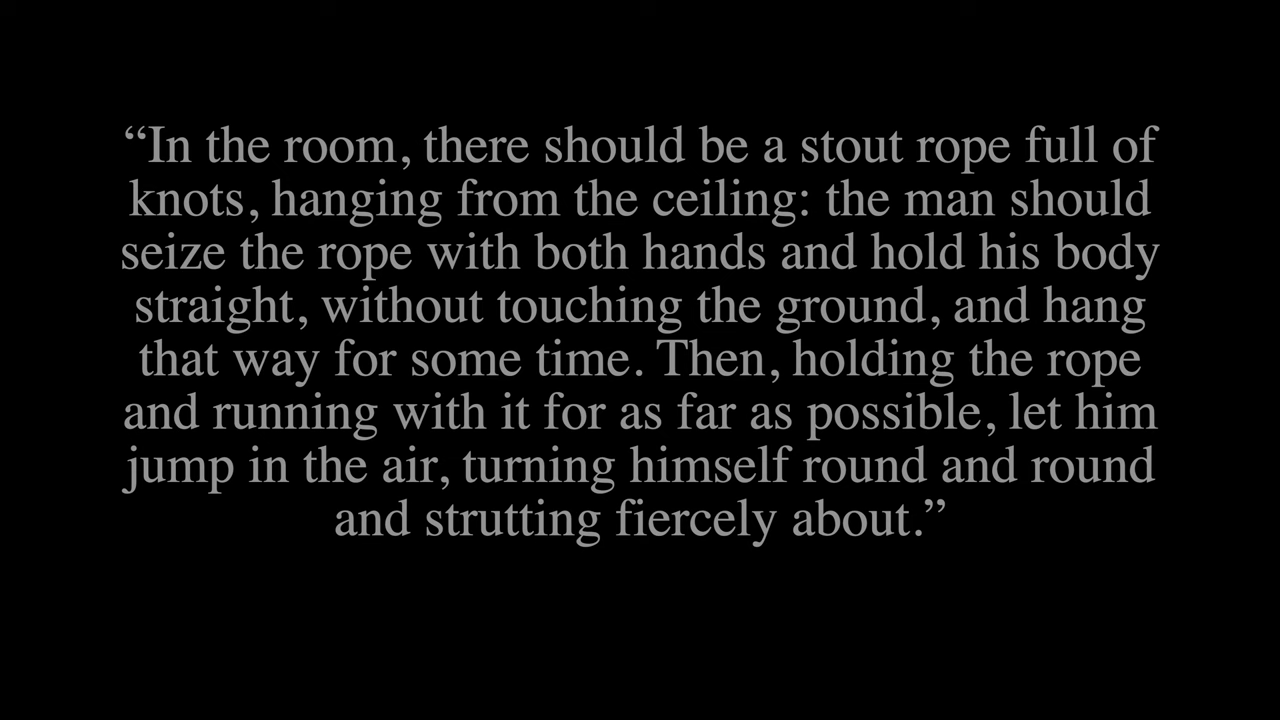 “In the room, there should be a stout rope full of
knots, hanging from the ceiling: the man should
seize the rope with both hands and hold his body
straight, without touching the ground, and hang
that way for some time. Then, holding the rope
and running with it for as far as possible, let him
jump in the air, turning himself round and round
and strutting fiercely about.”